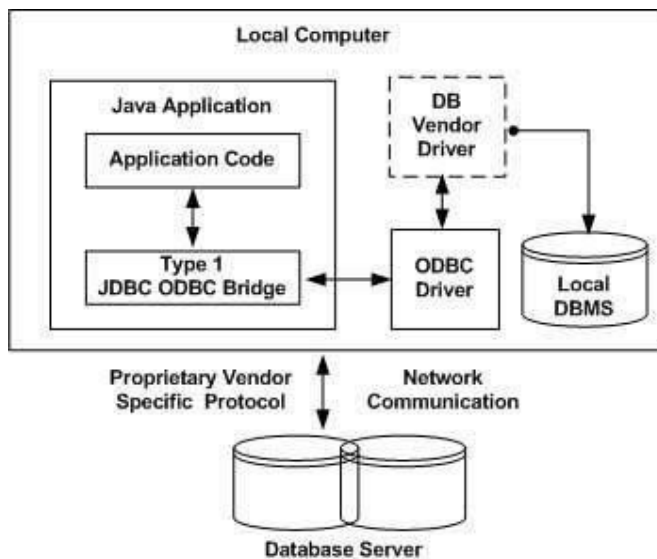 Local Computer
Java Application
Application Code
Type 1
JDBC ODBC Bridge
DB
Vendor
Driver
ODBC
Driver
Local
DBMS
Proprietary Vendor
Specific Protocol
Network
Communication
Database Server